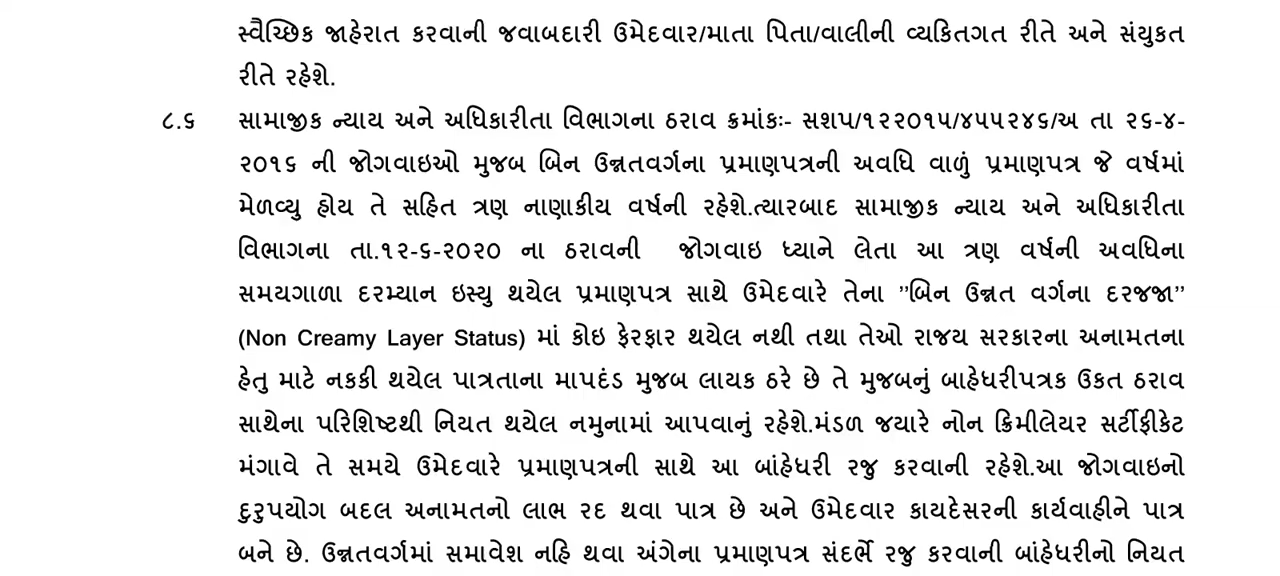 સ્વૈચ્છિક જાહેરાત કરવાની જવાબદારી ઉમેદવાર/માતા પિતા/વાલીની વ્યકિતગત રીતે અને સંયુકત
રીતે રહેશે.
૮.૬ સામાજીક ન્યાય અને અધિકારીતા વિભાગના ઠરાવ ક્રમાંકઃ- સશપ/૧૨૨૦૧૫/૪૫૫૨૪૬/અ તા ૨૬-૪-
૨૦૧૬ ની જોગવાઇઓ મુજબ બિન ઉન્નતવર્ગના પ્રમાણપત્રની અવધિ વાળું પ્રમાણપત્ર જે વર્ષમાં
મેળવ્યુ હોય તે સહિત ત્રણ નાણાકીય વર્ષની રહેશે.ત્યારબાદ સામાજીક ન્યાય અને અધિકારીતા
વિભાગના તા.૧૨-૬-૨૦૨૦ ના ઠરાવની જોગવાઇ ધ્યાને લેતા આ ત્રણ વર્ષની અવધિના
સમયગાળા દરમ્યાન ઇસ્યુ થયેલ પ્રમાણપત્ર સાથે ઉમેદવારે તેના ”બિન ઉન્નત વર્ગના દરજજા”
(Non Creamy Layer Status) માં કોઇ ફેરફાર થયેલ નથી તથા તેઓ રાજય સરકારના અનામતના
હેતુ માટે નકકી થયેલ પાત્રતાના માપદંડ મુજબ લાયક ઠરે છે તે મુજબનું બાહેધરીપત્રક ઉકત ઠરાવ
સાથેના પરિશિષ્ટથી નિયત થયેલ નમુનામાં આપવાનું રહેશે.મંડળ જયારે નોન ક્રિમીલેયર સર્ટીફીકેટ
મંગાવે તે સમયે ઉમેદવારે પ્રમાણપત્રની સાથે આ બાંહેધરી રજુ કરવાની રહેશે.આ જોગવાઇનો
દુરુપયોગ બદલ અનામતનો લાભ રદ થવા પાત્ર છે અને ઉમેદવાર કાયદેસરની કાર્યવાહીને પાત્ર
બને છે. ઉન્નતવર્ગમાં સમાવેશ નહિ થવા અંગેના પ્રમાણપત્ર સંદર્ભે રજુ કરવાની બાંહેધરીનો નિયત